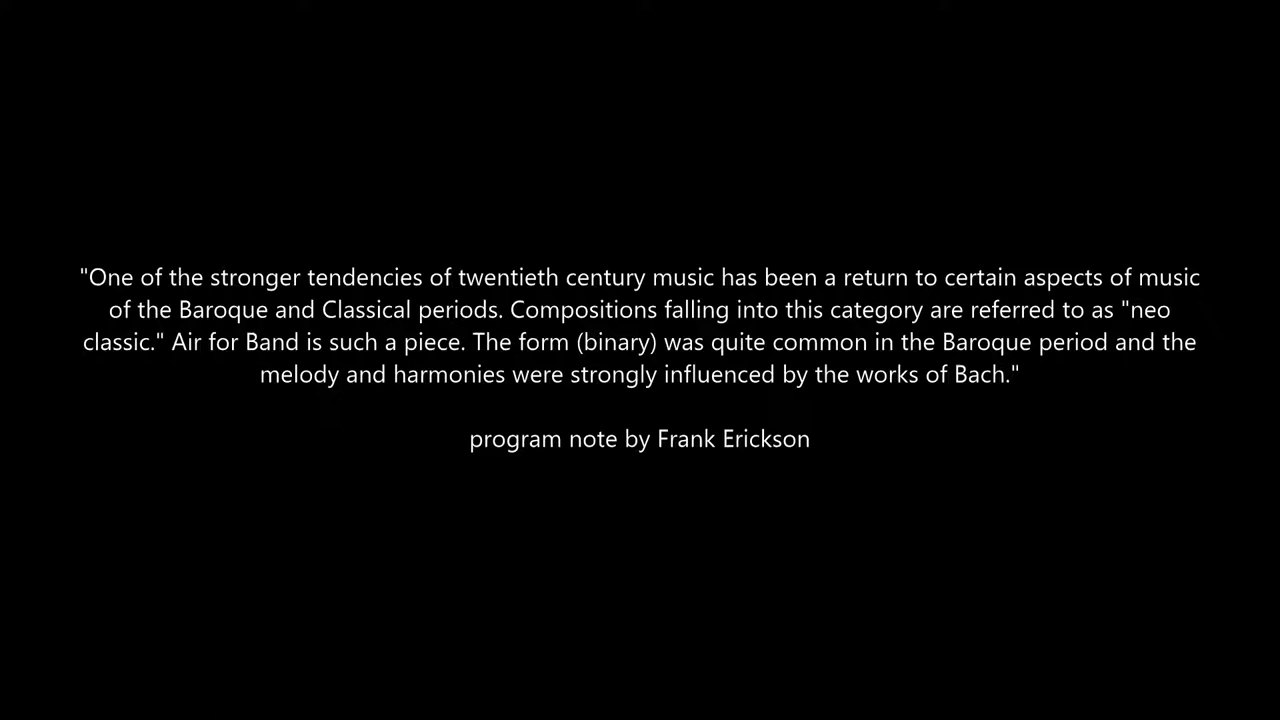 "One of the stronger tendencies of twentieth century music has been a return to certain aspects of music
of the Baroque and Classical periods. Compositions falling into this category are referred to as "neo
classic." Air for Band is such a piece. The form (binary) was quite common in the Baroque period and the
melody and harmonies were strongly influenced by the works of Bach."
program note by Frank Erickson